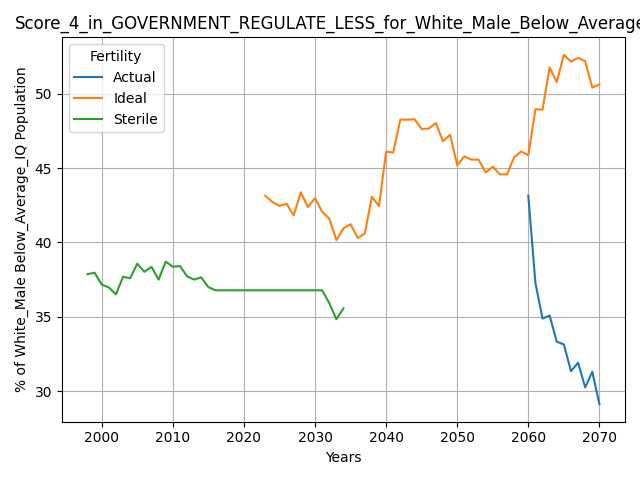 Score_4_in_GOVERNMENT_REGULATE_LESS_for_White_Male_Below_Average
Fertility
Actual
Ideal
Sterile
% of White_Male Below_Average_IQ Population
50
45
40
35
30
2000 2010 2020 2030 2040 2050 2060 2070
Years